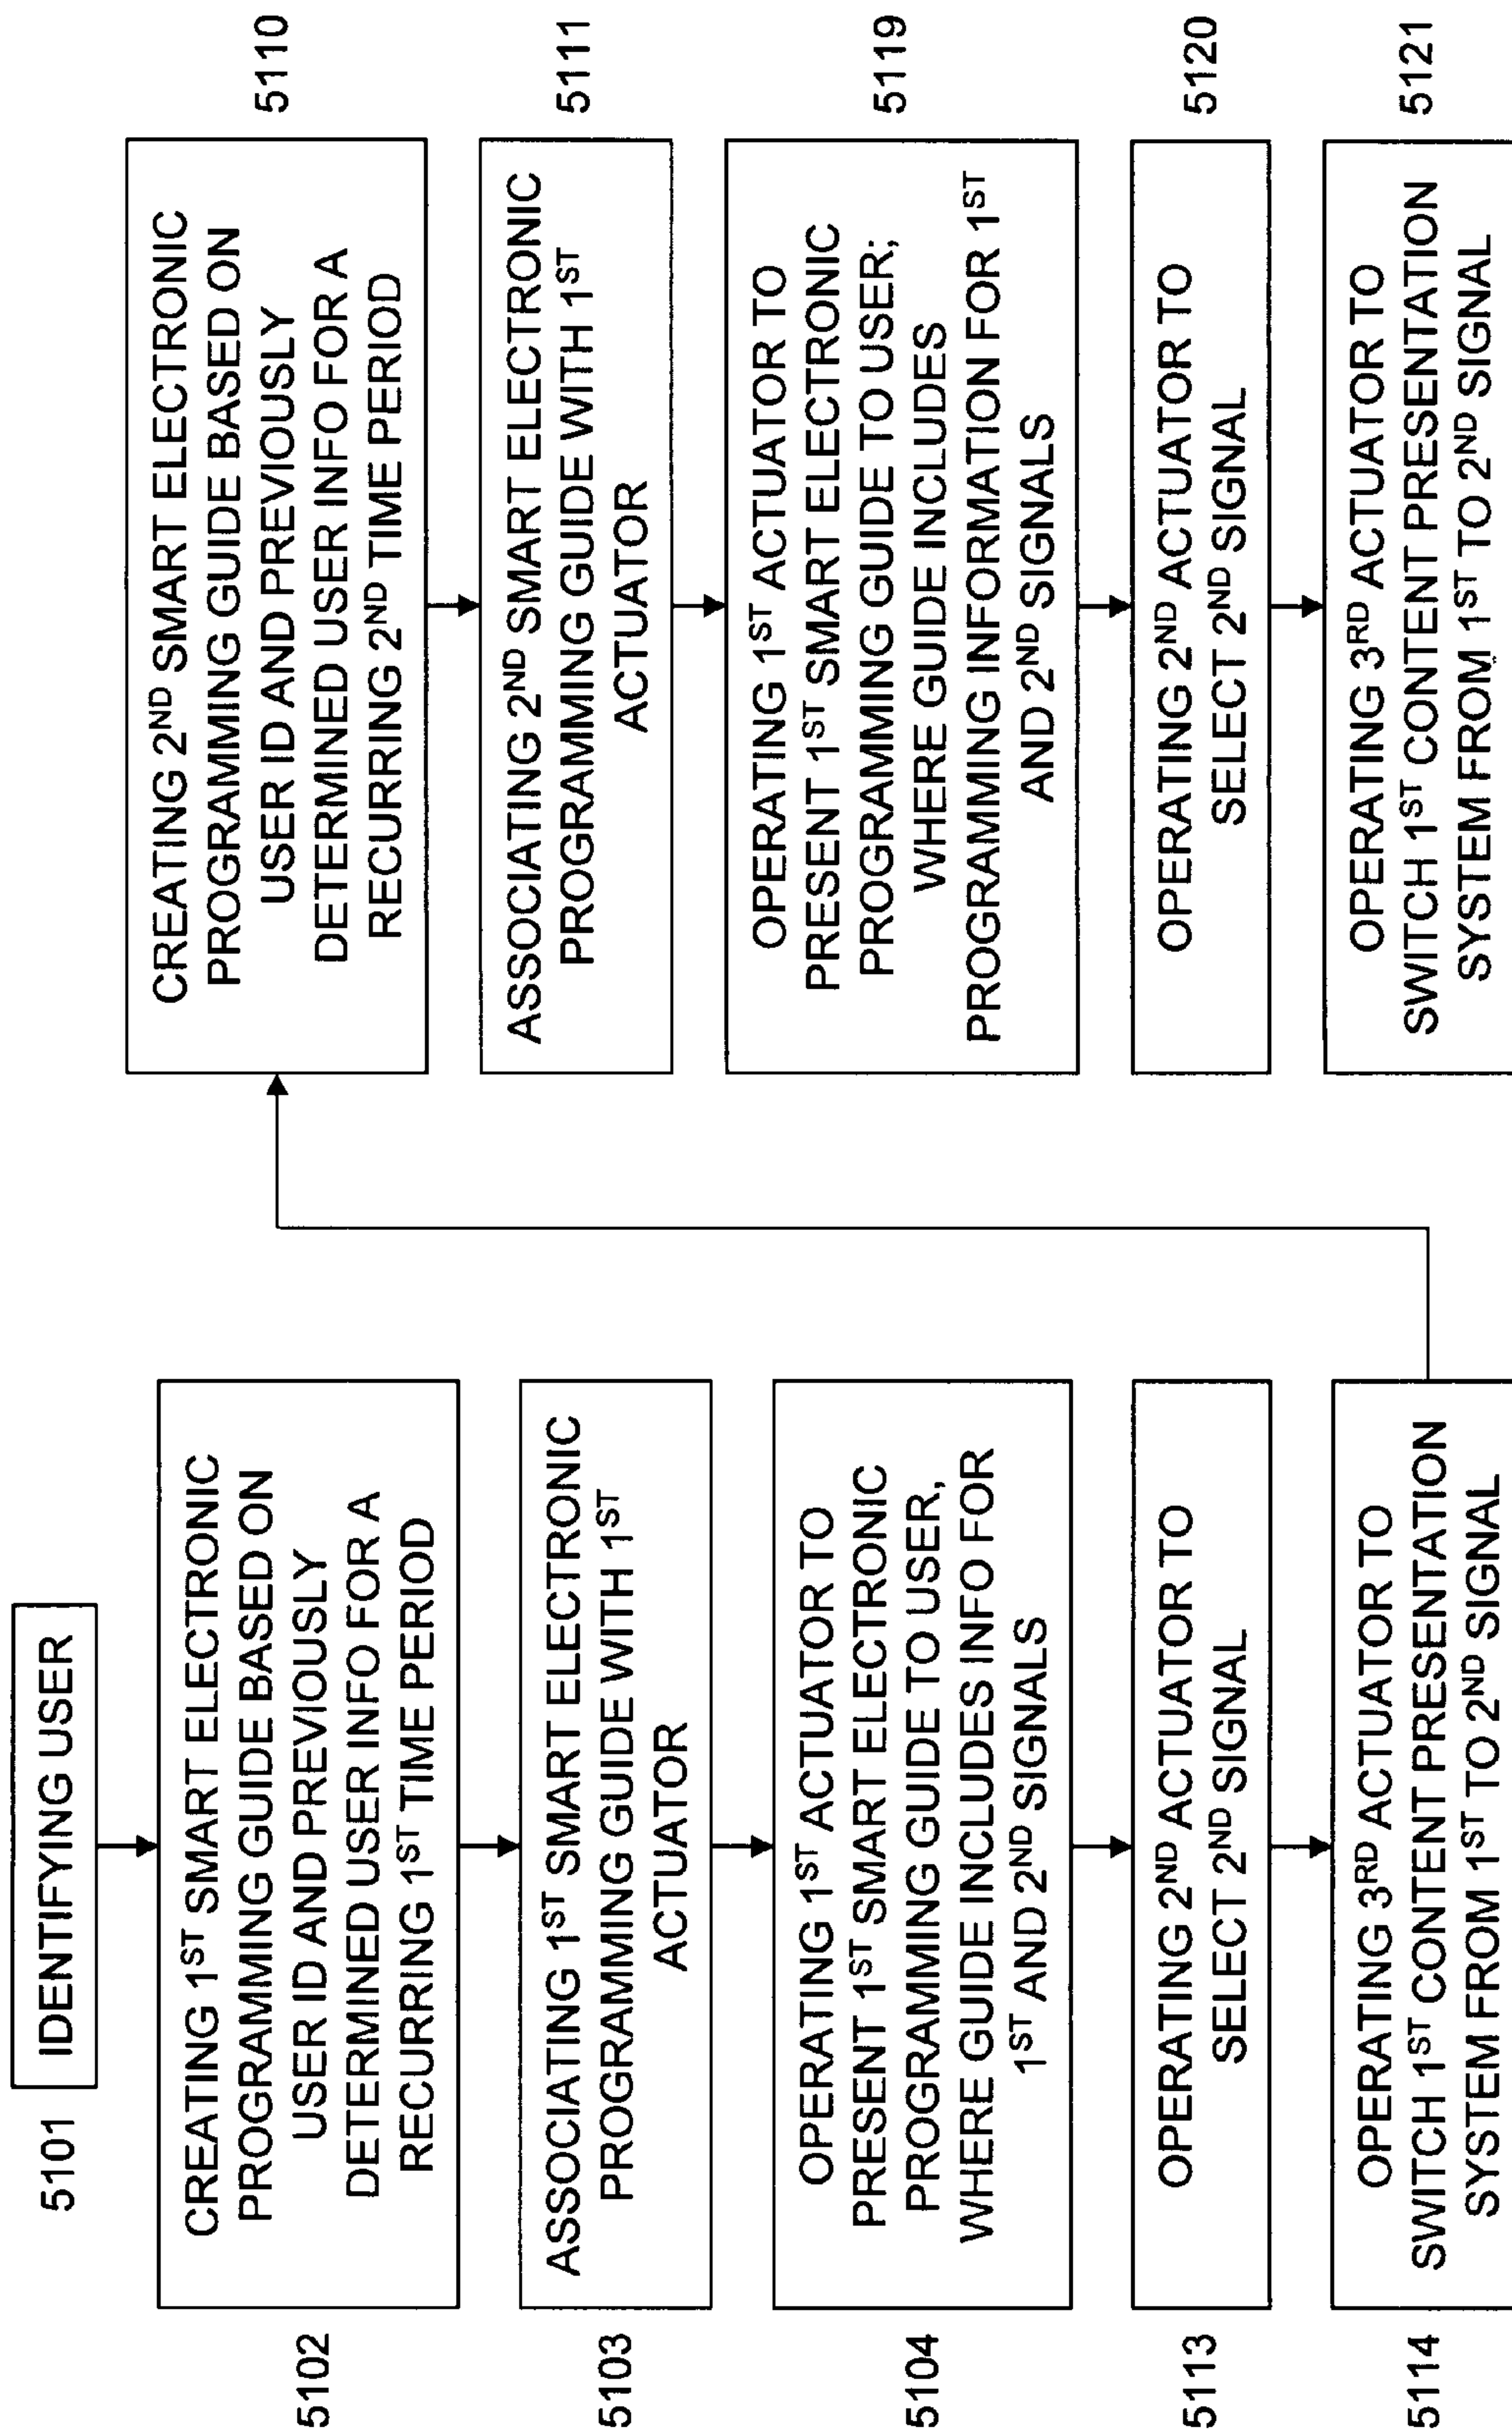 5101
IDENTIFYING USER
5102
CREATING 1ST SMART ELECTRONIC
PROGRAMMING GUIDE BASED ON
USER ID AND PREVIOUSLY
DETERMINED USER INFO FOR A
RECURRING 1ST TIME PERIOD
5103
ASSOCIATING 1ST SMART ELECTRONIC
PROGRAMMING GUIDE WITH 1ST
ACTUATOR
5104
OPERATING 1ST ACTUATOR TO
PRESENT 1ST SMART ELECTRONIC
PROGRAMMING GUIDE TO USER,
WHERE GUIDE INCLUDES INFO FOR
1ST AND 2ND SIGNALS
5113
OPERATING 2ND ACTUATOR TO
SELECT 2ND SIGNAL
5114
OPERATING 3RD ACTUATOR TO
SWITCH 1ST CONTENT PRESENTATION
SYSTEM FROM 1ST TO 2ND SIGNAL
CREATING 2ND SMART ELECTRONIC
PROGRAMMING GUIDE BASED ON
USER ID AND PREVIOUSLY
DETERMINED USER INFO FOR A
RECURRING 2ND TIME PERIOD
5110
ASSOCIATING 2ND SMART ELECTRONIC
PROGRAMMING GUIDE WITH 1ST
ACTUATOR
5111
OPERATING 1ST ACTUATOR TO
PRESENT 1ST SMART ELECTRONIC
PROGRAMMING GUIDE TO USER;
WHERE GUIDE INCLUDES
PROGRAMMING INFORMATION FOR 1ST
AND 2ND SIGNALS
5119
OPERATING 2ND ACTUATOR TO
SELECT 2ND SIGNAL
5120
OPERATING 3RD ACTUATOR TO
SWITCH 1ST CONTENT PRESENTATION
SYSTEM FROM 1ST TO 2ND SIGNAL
5121